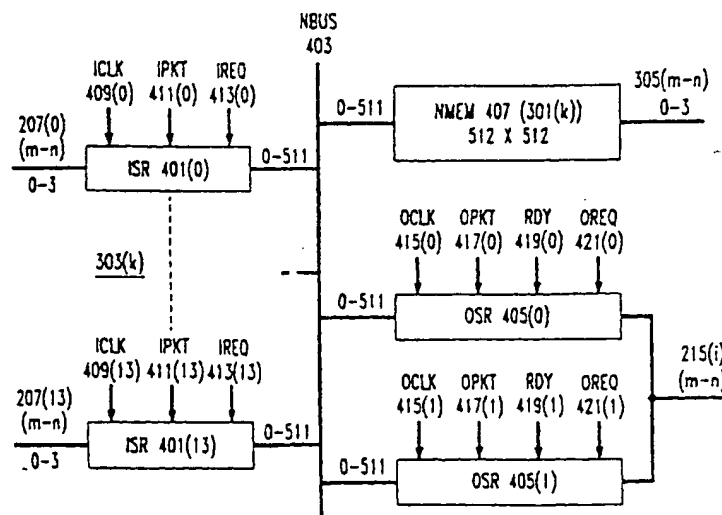 NBUS
403
ICLK IPKT IREQ
409(0) 411(0) 413(0)
207(0)
(m-n)
0-3
ISR 401(0)
0-511
0-511
NMEM 407 (301(k))
512 X 512
305(m-n)
0-3
303(k)
OCLK OPKT RDY OREQ
415(0) 417(0) 419(0) 421(0)
0-511
OSR 405(0)
ICLK IPKT IREQ
409(13) 411(13) 413(13)
207(13)
(m-n)
0-3
ISR 401(13)
0-511
215(i)
(m-n)
OCLK OPKT RDY OREQ
415(1) 417(1) 419(1) 421(1)
0-511
OSR 405(1)